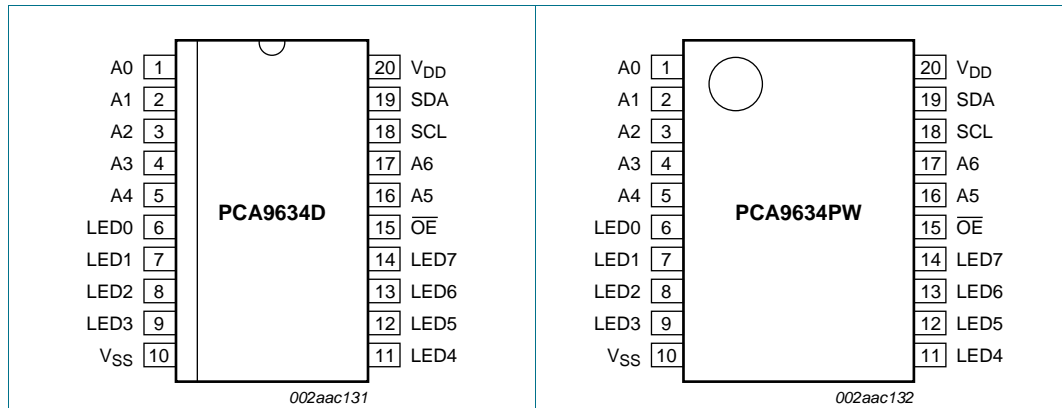 A0 1 20 VDD
A1 2 19 SDA
A2 3 18 SCL
A3 4 17 A6
A4 5 16 A5
PCA9634D
LED0 6 15 OE
LED1 7 14 LED7
LED2 8 13 LED6
LED3 9 12 LED5
VSS 10 11 LED4
002aac131
A0 1 20 VDD
A1 2 19 SDA
A2 3 18 SCL
A3 4 17 A6
A4 5 16 A5
PCA9634PW
LED0 6 15 OE
LED1 7 14 LED7
LED2 8 13 LED6
LED3 9 12 LED5
VSS 10 11 LED4
002aac132